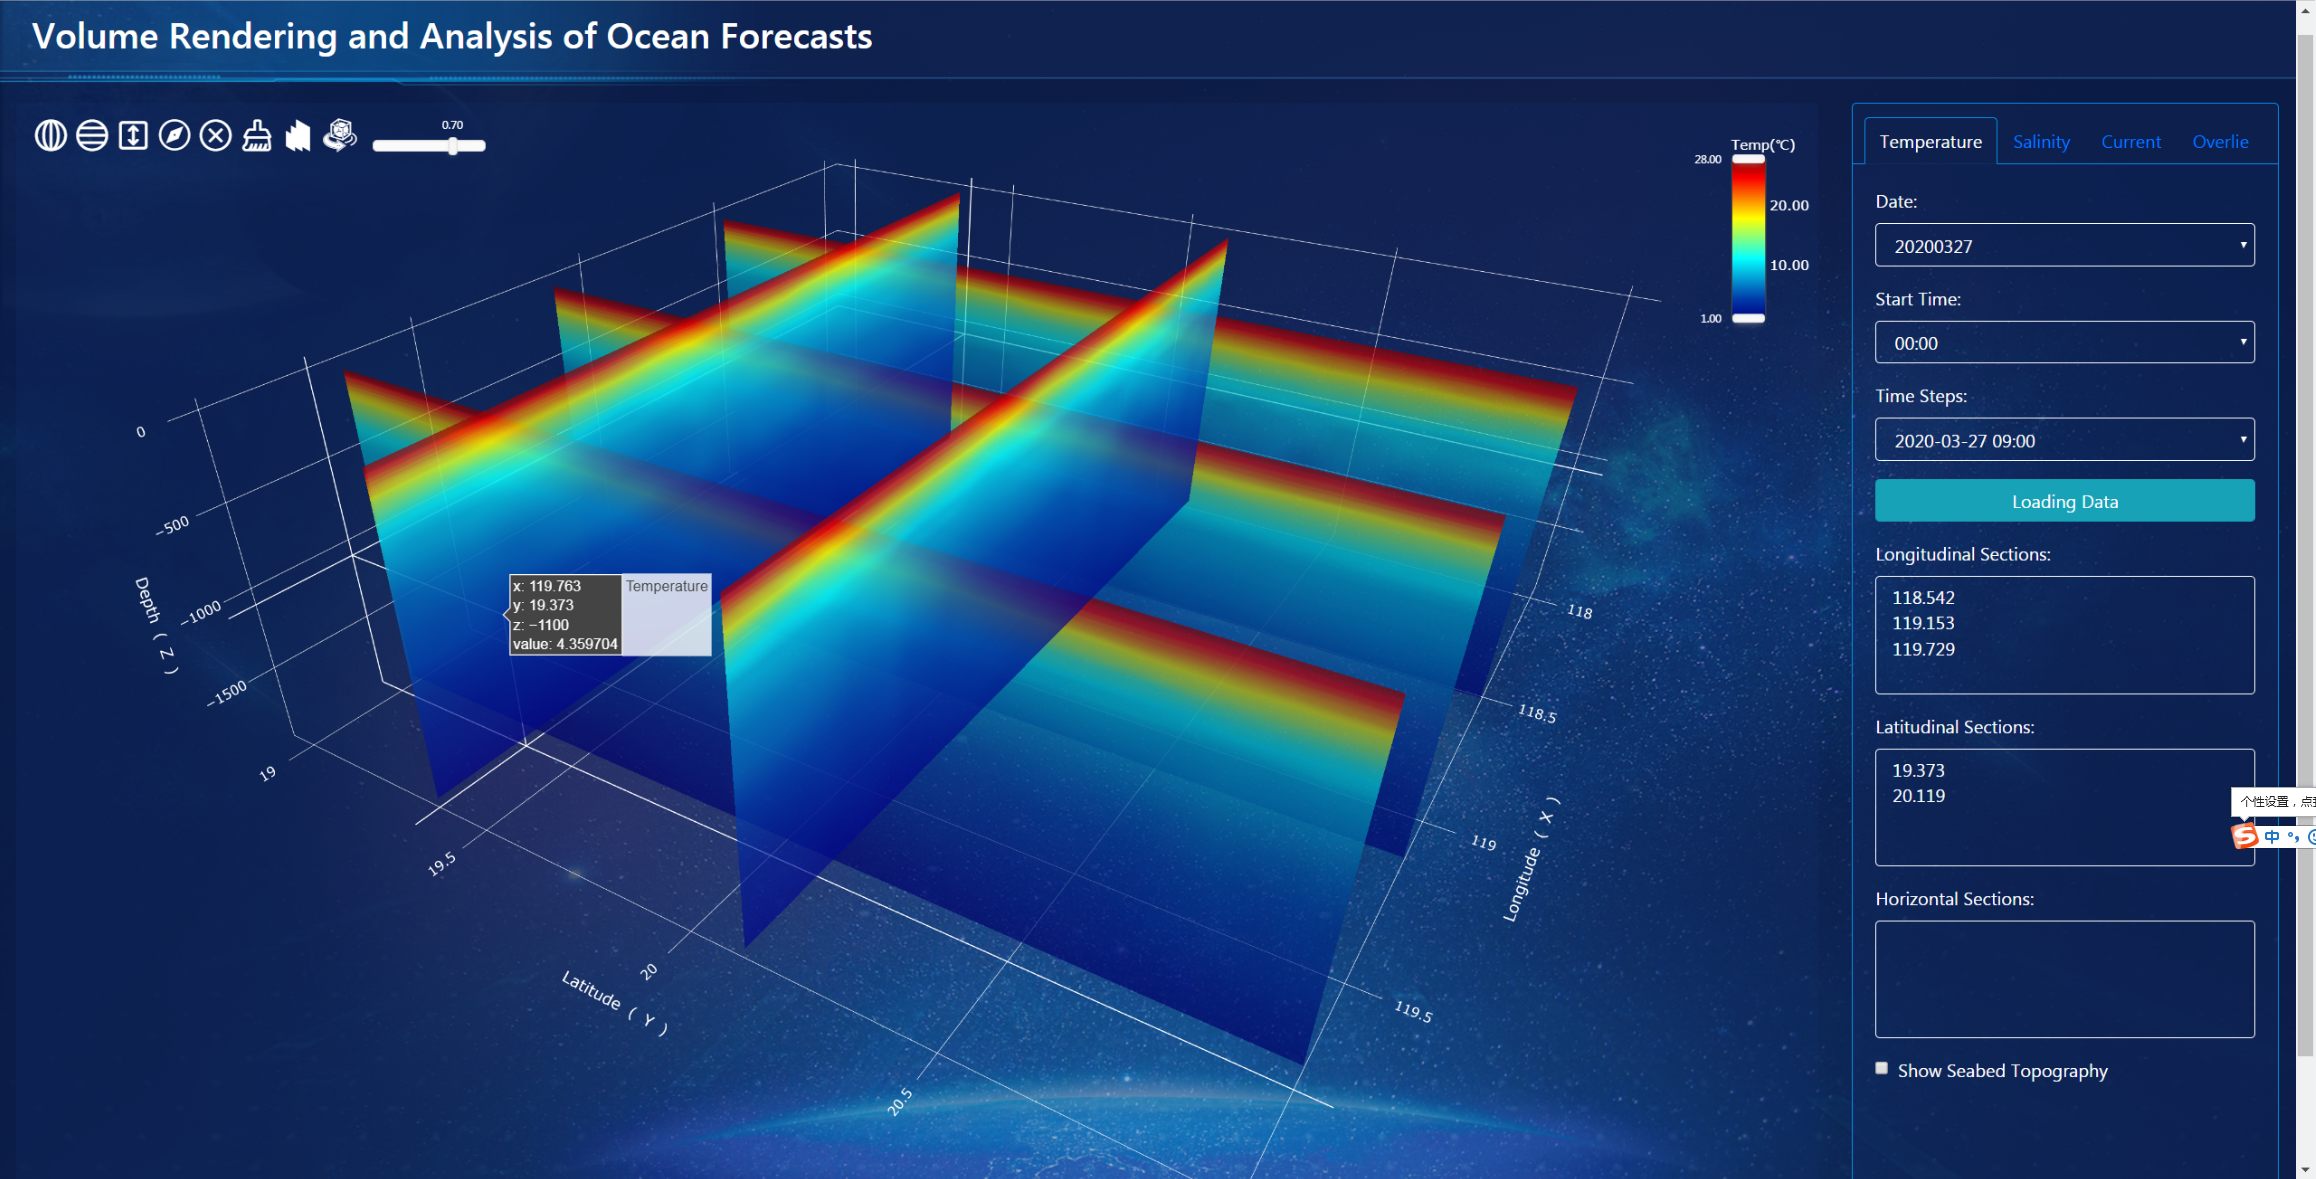 Volume Rendering and Analysis of Ocean Forecasts
0.70
Temp(℃)
28.00
20.00
10.00
1.00
0
−500
−1000
−1500
Depth ( Z )
x: 119.763
y: 19.373
z: −1100
value: 4.359704
Temperature
19
19.5
20
20.5
Latitude ( Y )
118
118.5
119
119.5
Longitude ( X )
Temperature
Salinity
Current
Overlie
Date:
20200327
Start Time:
00:00
Time Steps:
2020-03-27 09:00
Loading Data
Longitudinal Sections:
118.542
119.153
119.729
Latitudinal Sections:
19.373
20.119
个性设置，点
S 中 °,
Horizontal Sections:
Show Seabed Topography